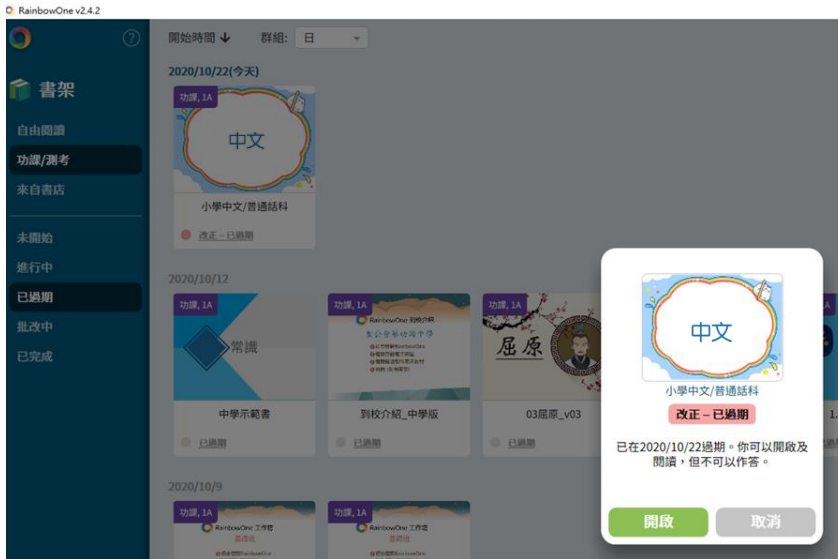 RainbowOne v2.4.2
開始時間 群組: 日
書架
自由閱讀
功課/測考
來自書店
未開始
進行中
已過期
批改中
已完成
2020/10/22(今天)
功課, 1A
中文
小學中文/普通話科
改正 – 已過期
2020/10/12
功課, 1A
常識
中學示範書
已過期
功課, 1A
RainbowOne 到校介紹
到校介紹_中學版
已過期
功課, 1A
屈原
03屈原_v03
已過期
2020/10/9
功課, 1A
RainbowOne 工作坊
功課, 1A
RainbowOne 工作坊
中文
小學中文/普通話科
改正 – 已過期
已在2020/10/22過期。你可以開啟及
閱讀，但不可以作答。
開啟
取消